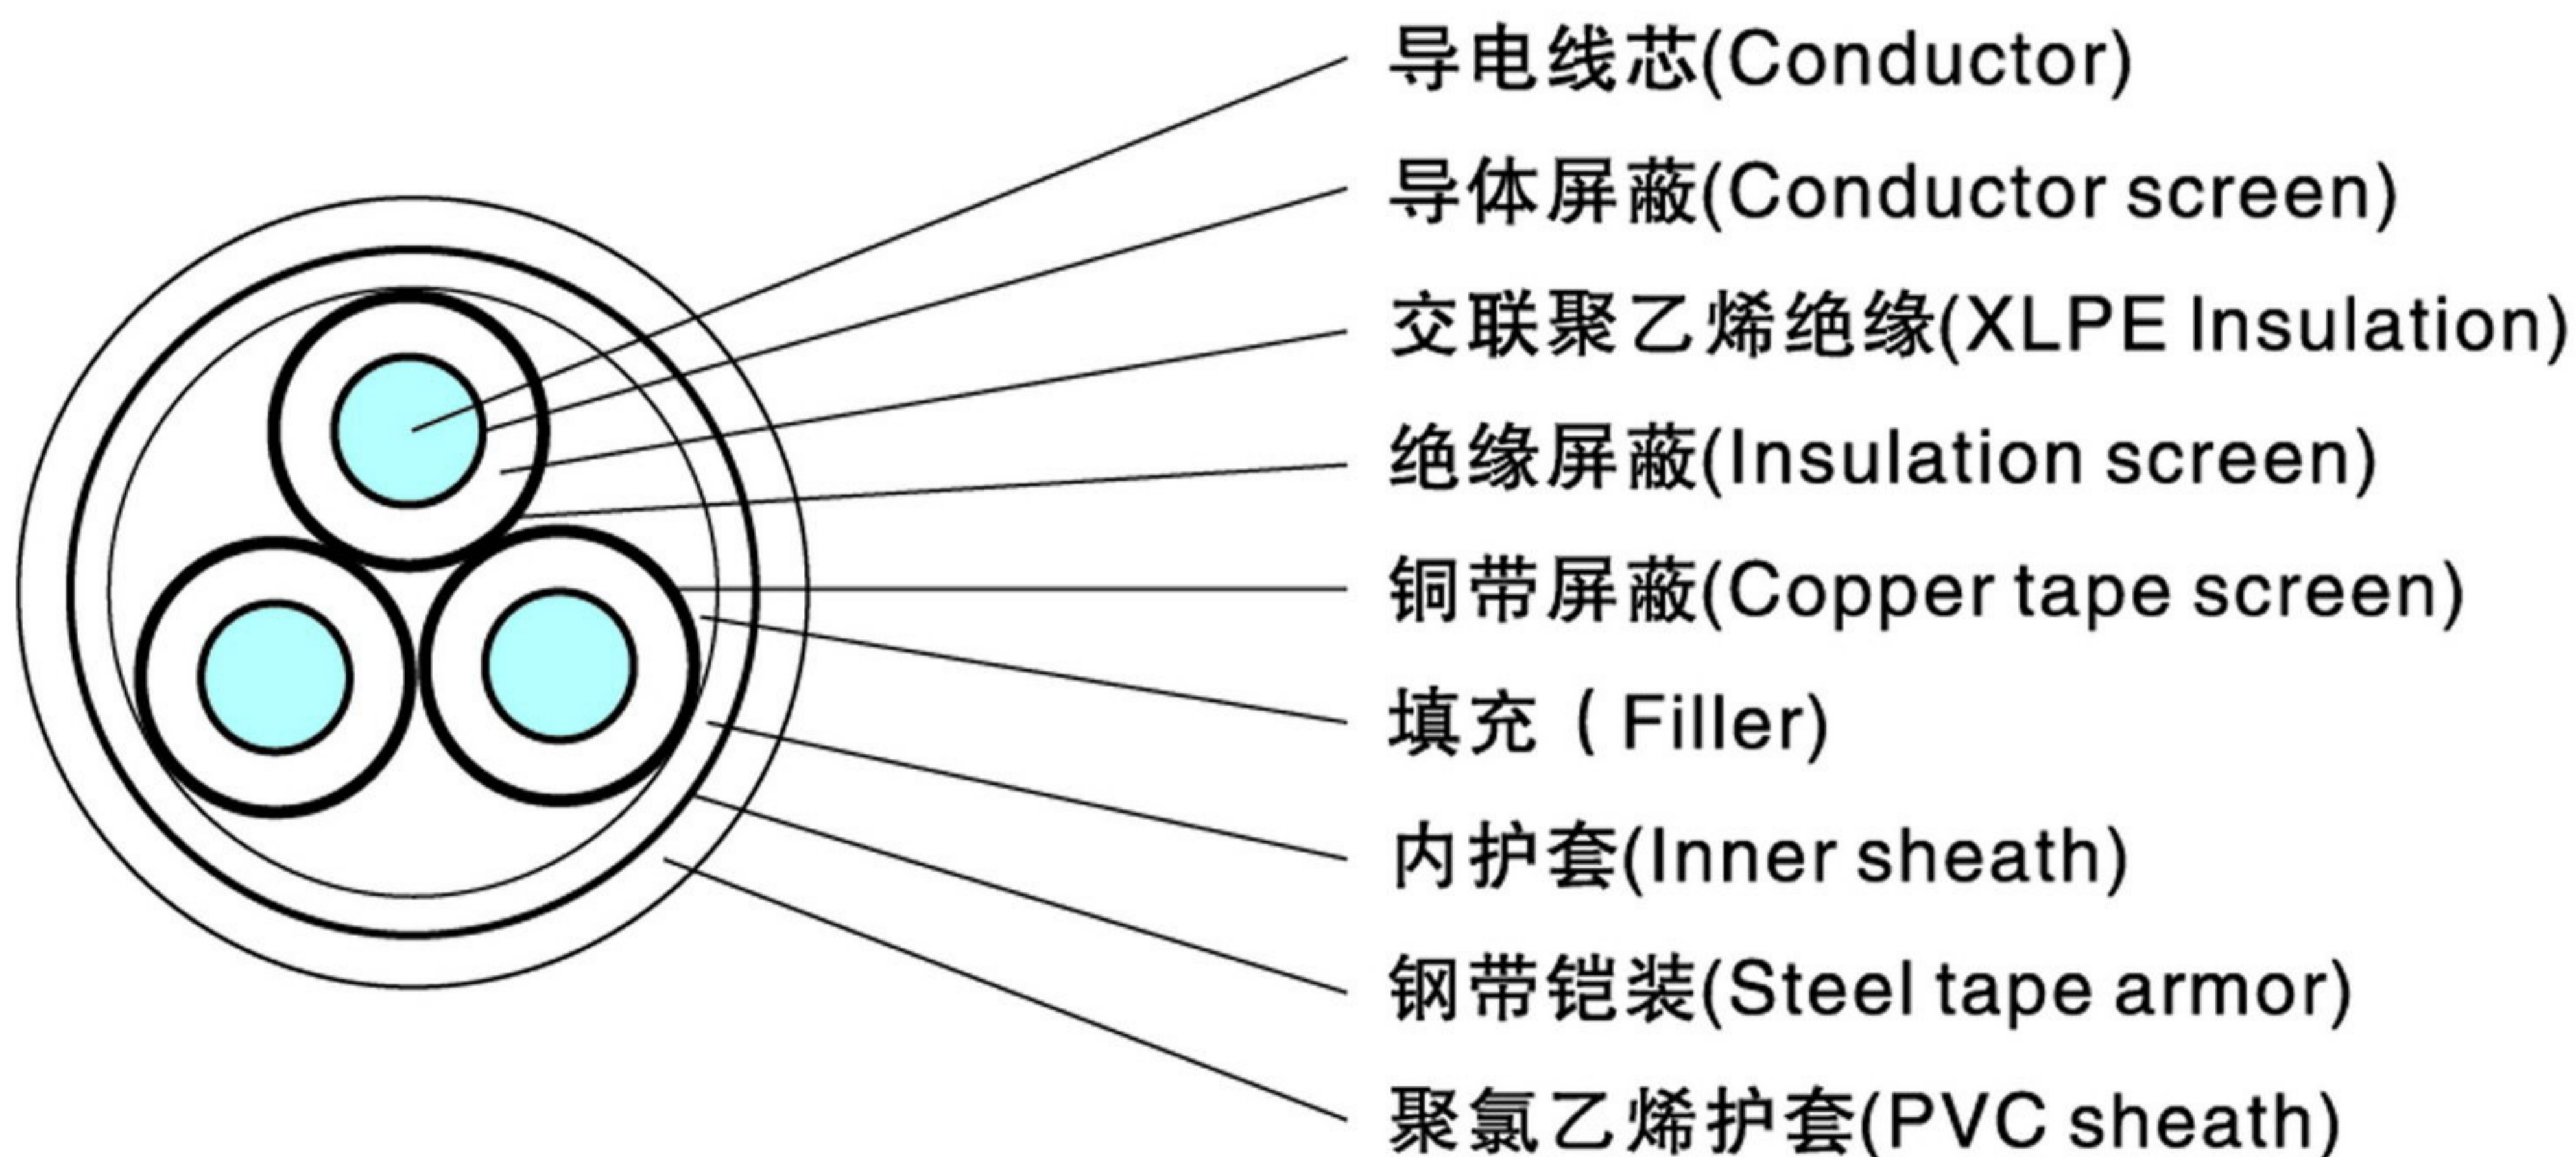 导电线芯(Conductor)
导体屏蔽(Conductor screen)
交联聚乙烯绝缘(XLPE Insulation)
绝缘屏蔽(Insulation screen)
铜带屏蔽(Copper tape screen)
填充（Filler)
内护套(Inner sheath)
钢带铠装(Steel tape armor)
聚氯乙烯护套(PVC sheath)